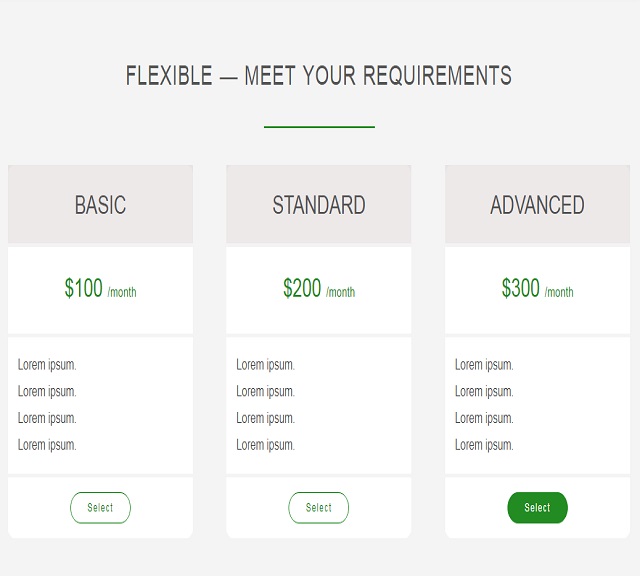 FLEXIBLE — MEET YOUR REQUIREMENTS
BASIC
$100 /month
Lorem ipsum.
Lorem ipsum.
Lorem ipsum.
Lorem ipsum.
Select
STANDARD
$200 /month
Lorem ipsum.
Lorem ipsum.
Lorem ipsum.
Lorem ipsum.
Select
ADVANCED
$300 /month
Lorem ipsum.
Lorem ipsum.
Lorem ipsum.
Lorem ipsum.
Select